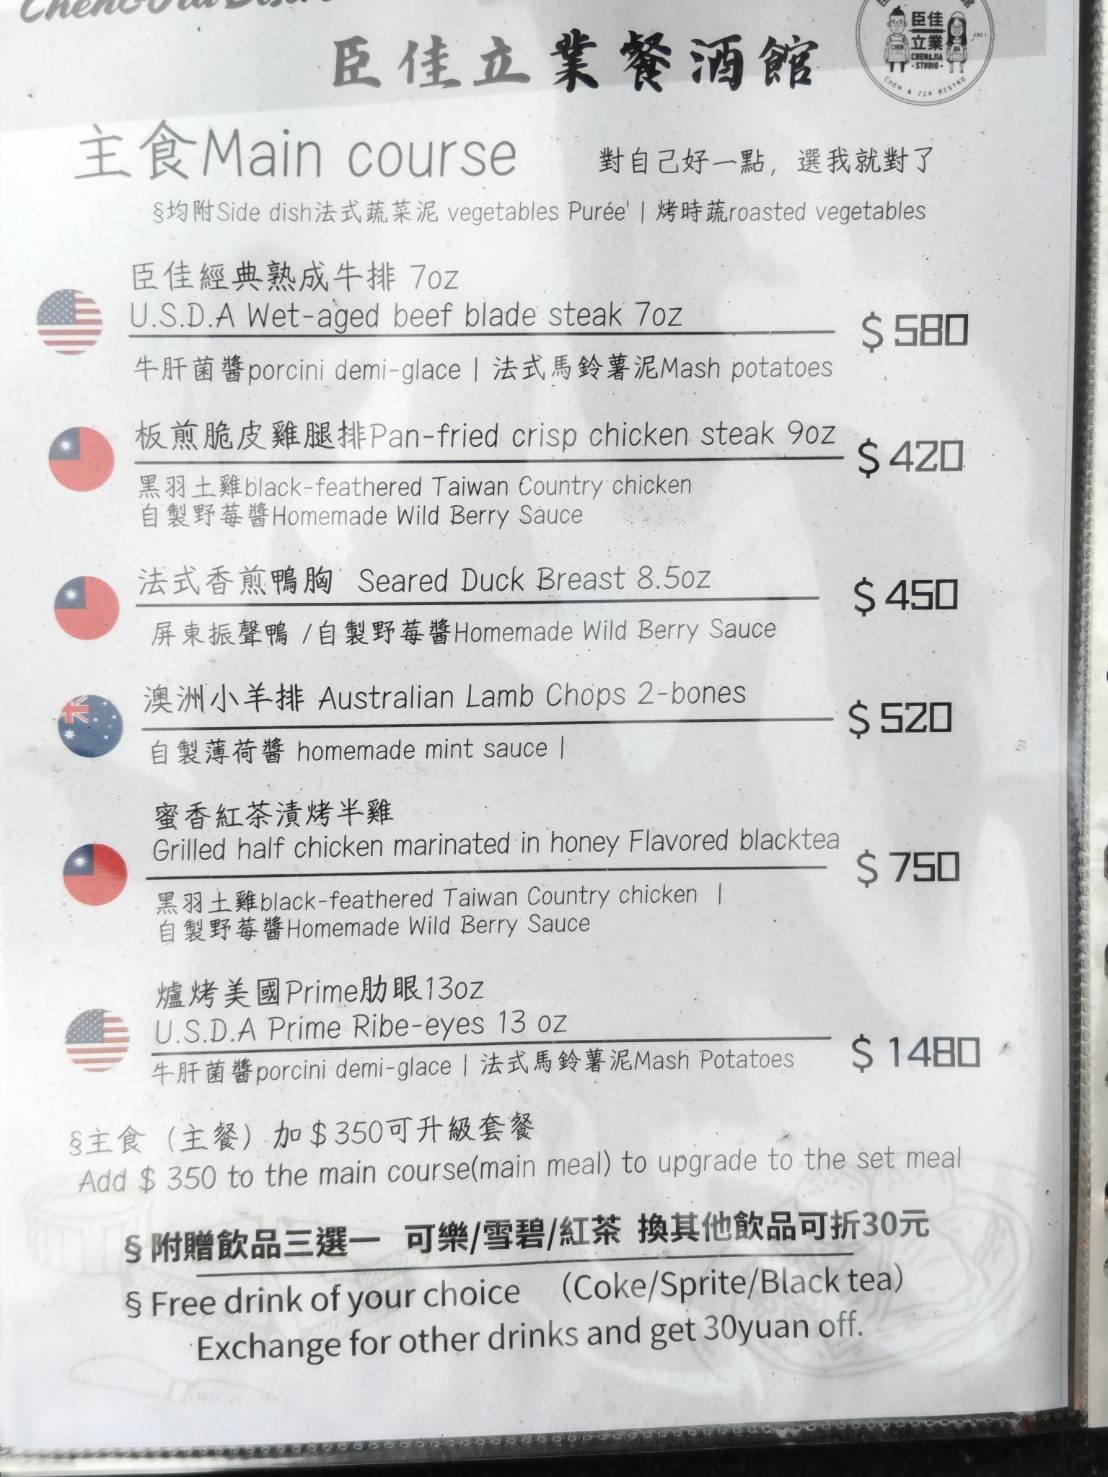 臣佳立業餐酒館
臣佳
立業
CHEN&JIA
-STUDIO-
CHEN & JIA BISTRO
主食Main course
對自己好一點，選我就對了
§均附Side dish法式蔬菜泥 vegetables Purée' | 烤時蔬roasted vegetables
臣佳經典熟成牛排 7oz
U.S.D.A Wet-aged beef blade steak 7oz
$ 580
牛肝菌醬porcini demi-glace | 法式馬鈴薯泥Mash potatoes
板煎脆皮雞腿排Pan-fried crisp chicken steak 9oz
$ 420
黑羽土雞black-feathered Taiwan Country chicken
自製野莓醬Homemade Wild Berry Sauce
法式香煎鴨胸 Seared Duck Breast 8.5oz
$ 450
屏東振聲鴨 /自製野莓醬Homemade Wild Berry Sauce
澳洲小羊排 Australian Lamb Chops 2-bones
$ 520
自製薄荷醬 homemade mint sauce |
蜜香紅茶漬烤半雞
Grilled half chicken marinated in honey Flavored blacktea
$ 750
黑羽土雞black-feathered Taiwan Country chicken |
自製野莓醬Homemade Wild Berry Sauce
爐烤美國Prime肋眼13oz
U.S.D.A Prime Ribe-eyes 13 oz
$ 1480
牛肝菌醬porcini demi-glace | 法式馬鈴薯泥Mash Potatoes
§主食（主餐）加$350可升級套餐
Add $ 350 to the main course(main meal) to upgrade to the set meal
§附贈飲品三選一 可樂/雪碧/紅茶 換其他飲品可折30元
§Free drink of your choice （Coke/Sprite/Black tea）
Exchange for other drinks and get 30yuan off.